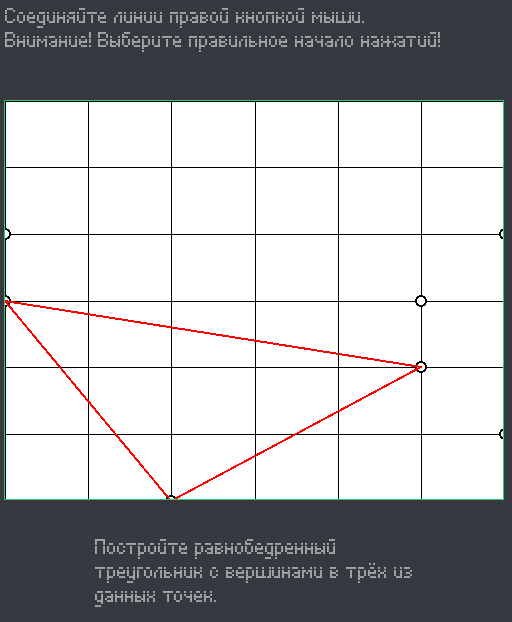 Соединяйте линии правой кнопкой мыши.
Внимание! Выберите правильное начало нажатий!
Постройте равнобедренный
треугольник с вершинами в трёх из
данных точек.